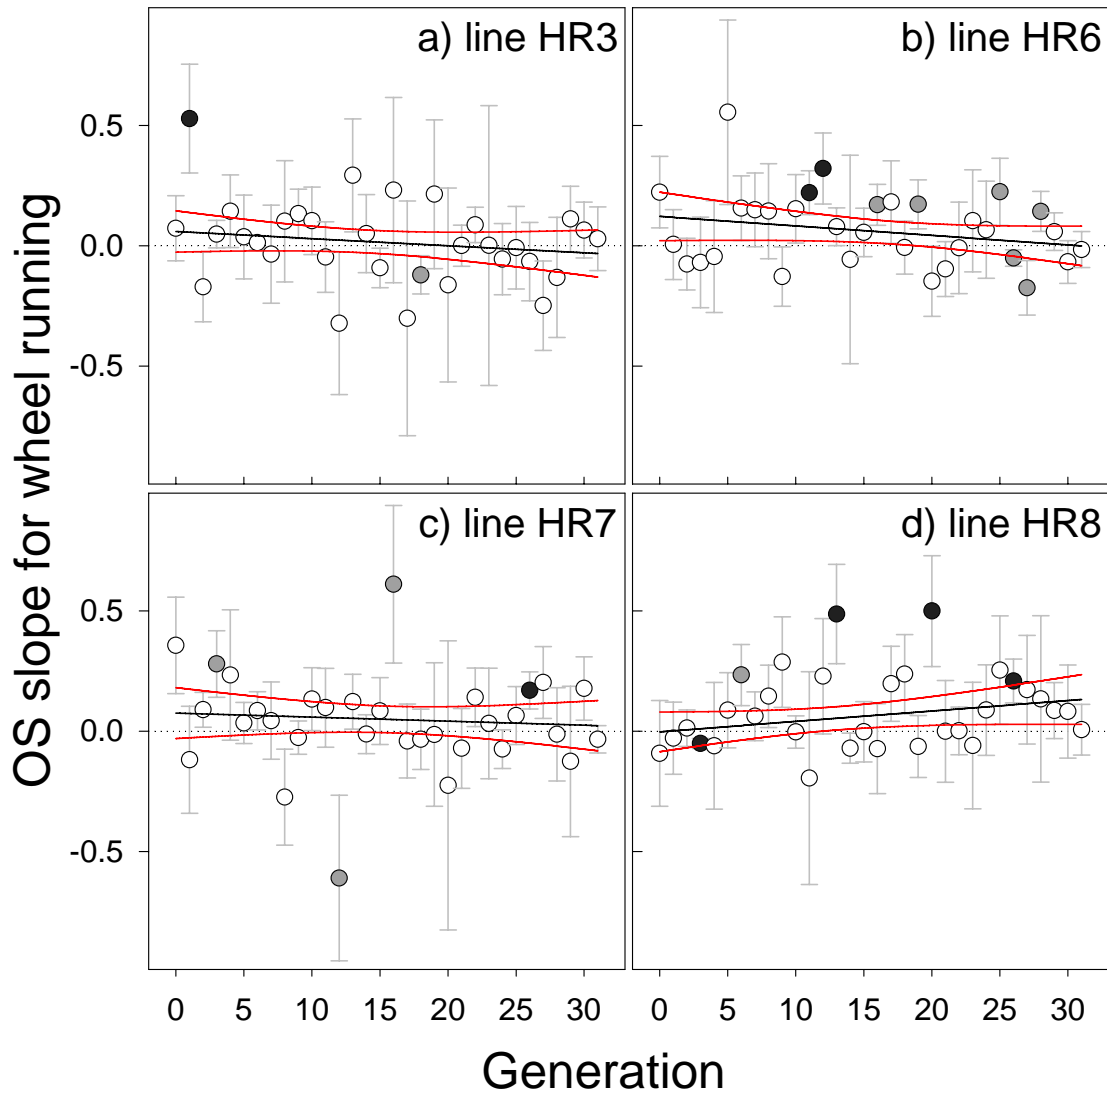 a) line HR3
b) line HR6
0.5
0.0
-0.5
c) line HR7
d) line HR8
0.5
0.0
-0.5
OS slope for wheel running
0 5 10 15 20 25 30
0 5 10 15 20 25 30
Generation